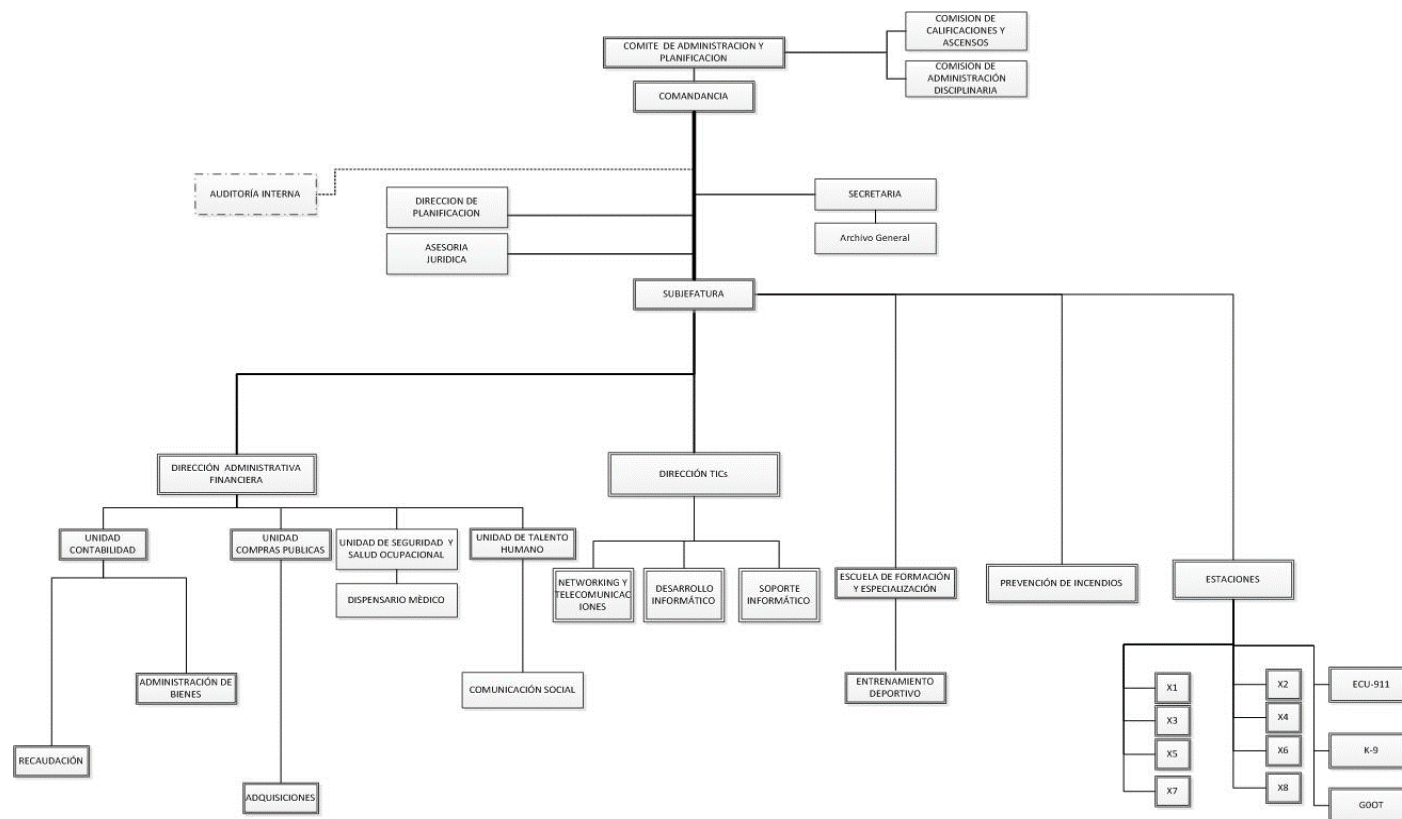 COMITE DE ADMINISTRACION Y
PLANIFICACION
COMISION DE
CALIFICACIONES Y
ASCENSOS
COMISION DE
ADMINISTRACIÓN
DISCIPLINARIA
COMANDANCIA
AUDITORÍA INTERNA
DIRECCION DE
PLANIFICACION
SECRETARIA
ASESORIA
JURIDICA
Archivo General
SUBJEFATURA
DIRECCIÓN ADMINISTRATIVA
FINANCIERA
DIRECCIÓN TICs
UNIDAD
CONTABILIDAD
UNIDAD
COMPRAS PUBLICAS
UNIDAD DE SEGURIDAD Y
SALUD OCUPACIONAL
UNIDAD DE TALENTO
HUMANO
DISPENSARIO MÈDICO
NETWORKING Y
TELECOMUNICAC
IONES
DESARROLLO
INFORMÁTICO
SOPORTE
INFORMÁTICO
ESCUELA DE FORMACIÓN
Y ESPECIALIZACIÓN
PREVENCIÓN DE INCENDIOS
ESTACIONES
ADMINISTRACIÓN DE
BIENES
COMUNICACIÓN SOCIAL
ENTRENAMIENTO
DEPORTIVO
RECAUDACIÓN
ADQUISICIONES
X1
X3
X5
X7
X2
X4
X6
X8
ECU-911
K-9
GOOT